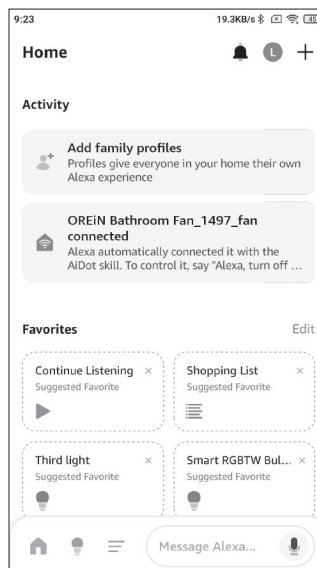 9:23 19.3KB/s 45
Home L
Activity
Add family profiles
Profiles give everyone in your home their own
Alexa experience
OREiN Bathroom
Fan_1497_fan
connected
Alexa automatically connected it with the
AiDot skill. To control it, say "Alexa, turn off ...
Favorites Edit
Continue Listening × Shopping List ×
Suggested Favorite Suggested Favorite
Third light × Smart RGBTW Bul... ×
Suggested Favorite Suggested Favorite
Message Alexa...